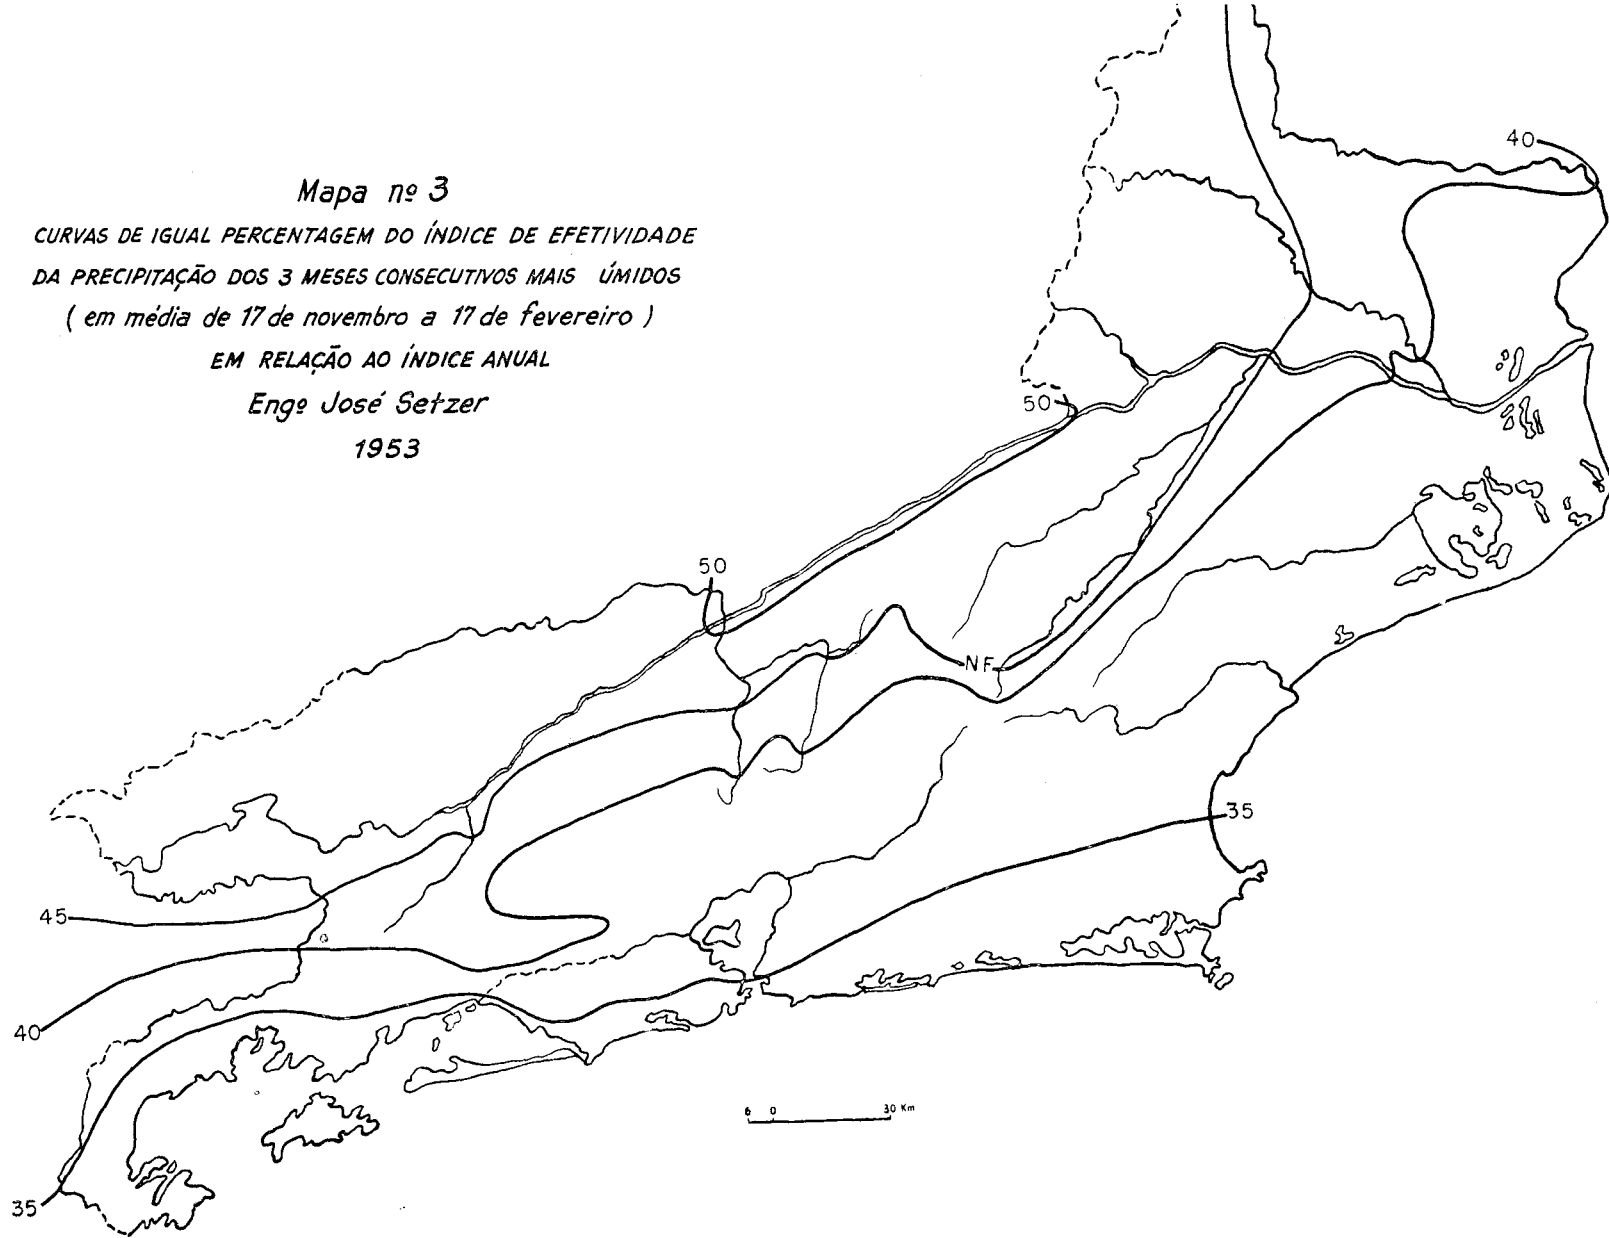 Mapa nº 3
CURVAS DE IGUAL PERCENTAGEM DO ÍNDICE DE EFETIVIDADE
DA PRECIPITAÇÃO DOS 3 MESES CONSECUTIVOS MAIS ÚMIDOS
( em média de 17 de novembro a 17 de fevereiro )
EM RELAÇÃO AO ÍNDICE ANUAL
Engº José Setzer
1953
40
50
50
NF
35
45
40
6 0 30 Km
35